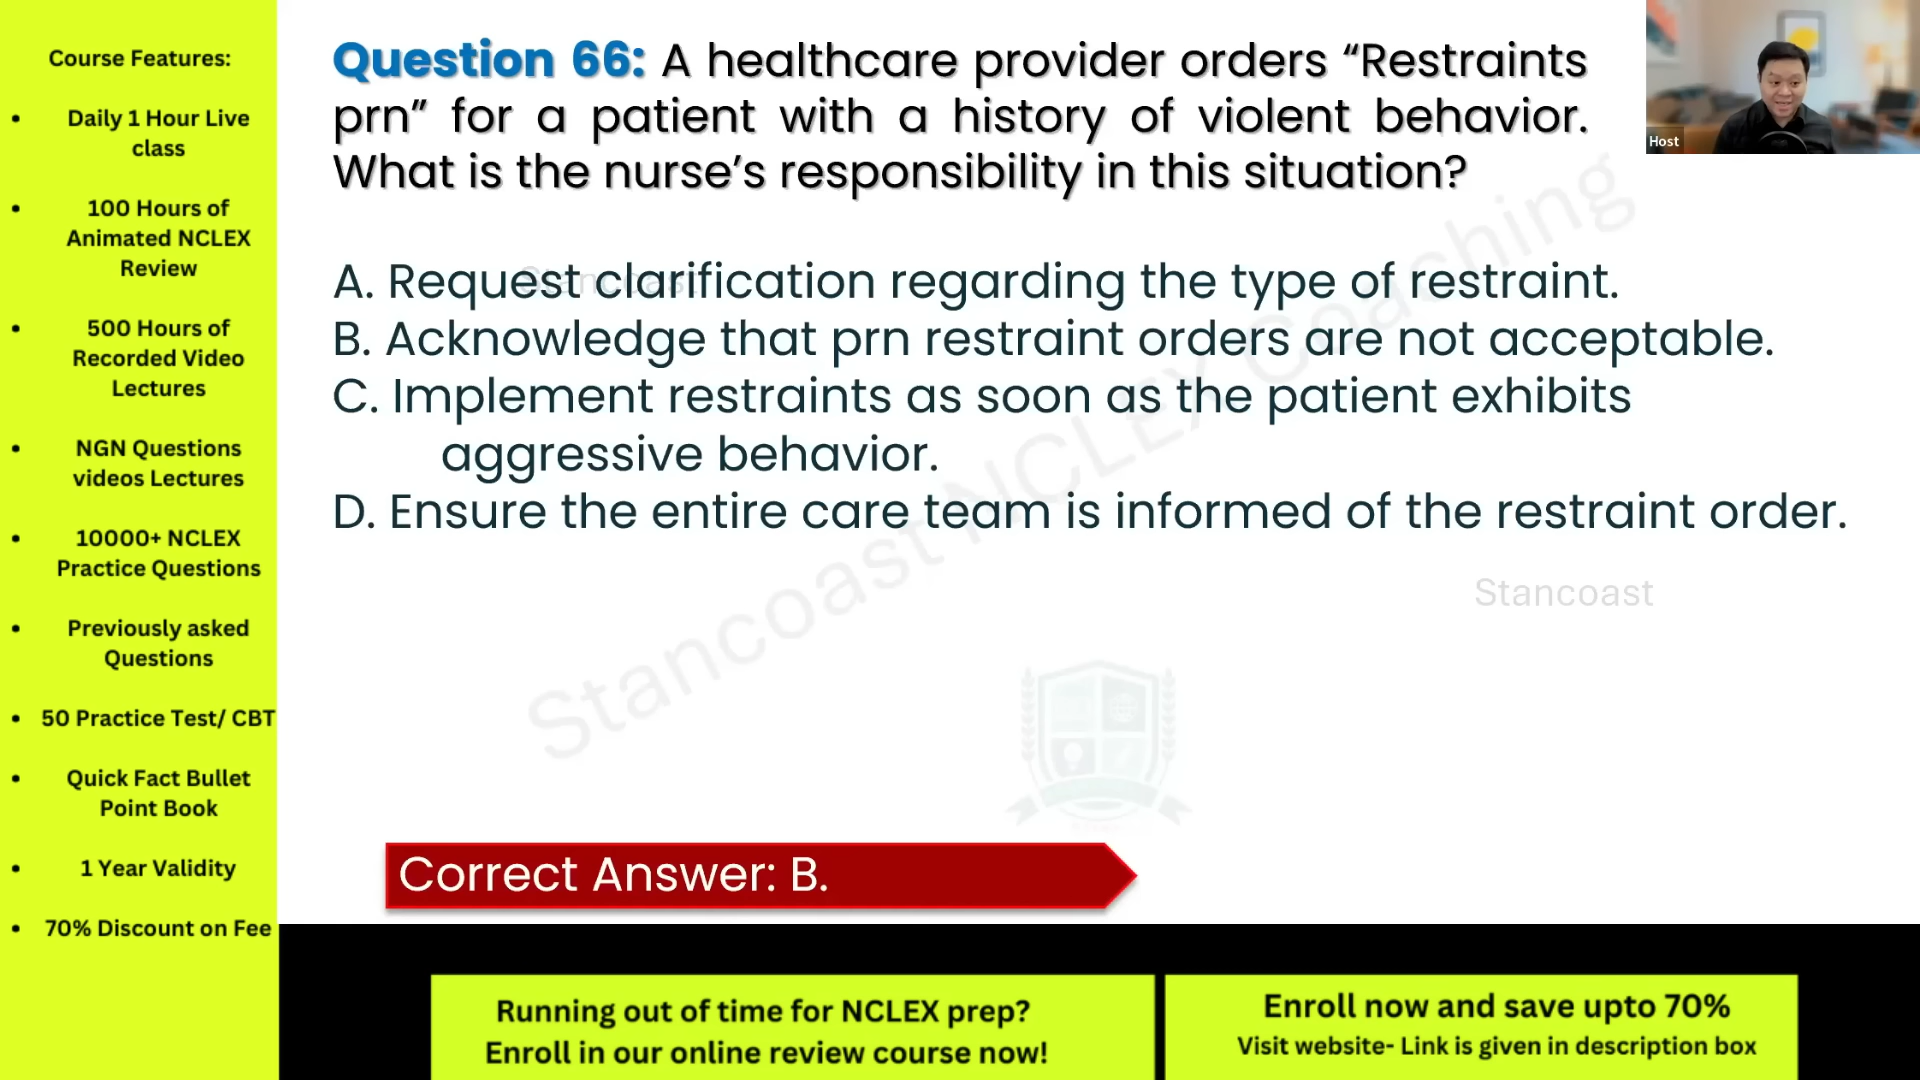 Course Features:
• Daily 1 Hour Live
class
• 100 Hours of
Animated NCLEX
Review
• 500 Hours of
Recorded Video
Lectures
• NGN Questions
videos Lectures
• 10000+ NCLEX
Practice Questions
• Previously asked
Questions
• 50 Practice Test/ CBT
• Quick Fact Bullet
Point Book
• 1 Year Validity
• 70% Discount on Fee
Question 66: A healthcare provider orders “Restraints
prn” for a patient with a history of violent behavior.
What is the nurse’s responsibility in this situation?
Host
A. Request clarification regarding the type of restraint.
B. Acknowledge that prn restraint orders are not acceptable.
C. Implement restraints as soon as the patient exhibits
aggressive behavior.
D. Ensure the entire care team is informed of the restraint order.
Stancoast
Stancoast
Stancoast NCLEX Coaching
Correct Answer: B.
Running out of time for NCLEX prep?
Enroll in our online review course now!
Enroll now and save upto 70%
Visit website- Link is given in description box